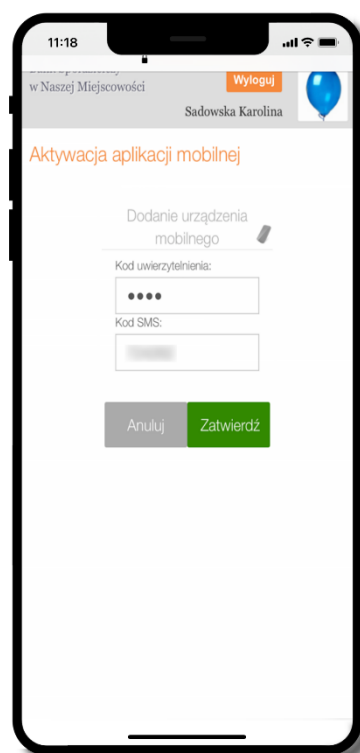 11:18
w Naszej Miejscowości
Wyloguj
Sadowska Karolina
Aktywacja aplikacji mobilnej
Dodanie urządzenia
mobilnego
Kod uwierzytelnienia:
••••
Kod SMS:
Anuluj
Zatwierdź